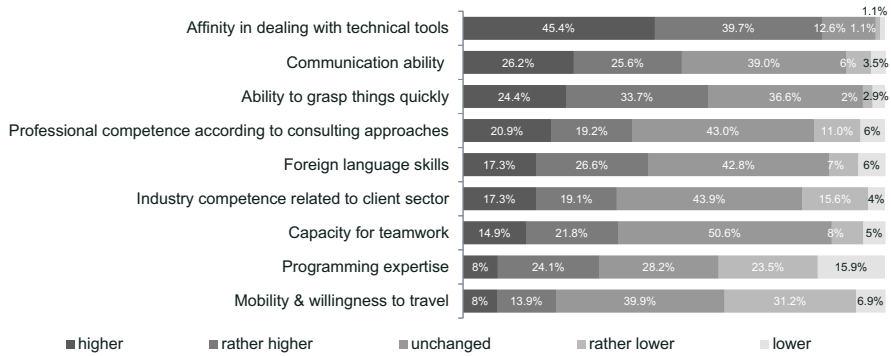 1.1%
Affinity in dealing with technical tools 45.4% 39.7% 12.6% 1.1%
Communication ability 26.2% 25.6% 39.0% 6% 3.5%
Ability to grasp things quickly 24.4% 33.7% 36.6% 2% 2.9%
Professional competence according to consulting approaches 20.9% 19.2% 43.0% 11.0% 6%
Foreign language skills 17.3% 26.6% 42.8% 7% 6%
Industry competence related to client sector 17.3% 19.1% 43.9% 15.6% 4%
Capacity for teamwork 14.9% 21.8% 50.6% 8% 5%
Programming expertise 8% 24.1% 28.2% 23.5% 15.9%
Mobility & willingness to travel 8% 13.9% 39.9% 31.2% 6.9%
higher rather higher unchanged rather lower lower